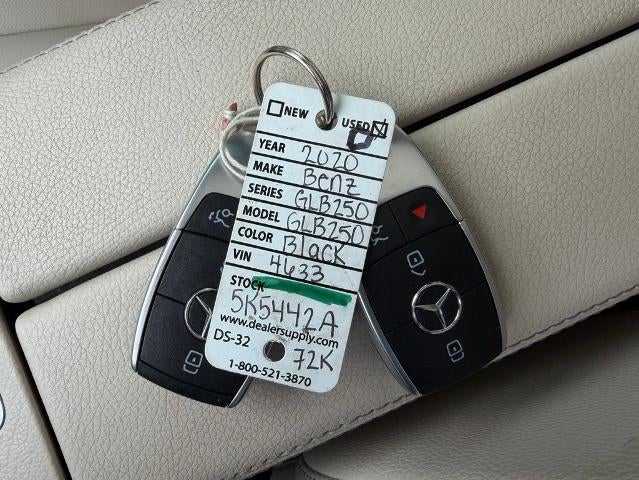 NEW USED
YEAR 2020
MAKE Benz
SERIES GLB250
MODEL GLB250
COLOR Black
VIN 4633
STOCK
5K5442A
www.dealersupply.com
DS-32 72K
1-800-521-3870